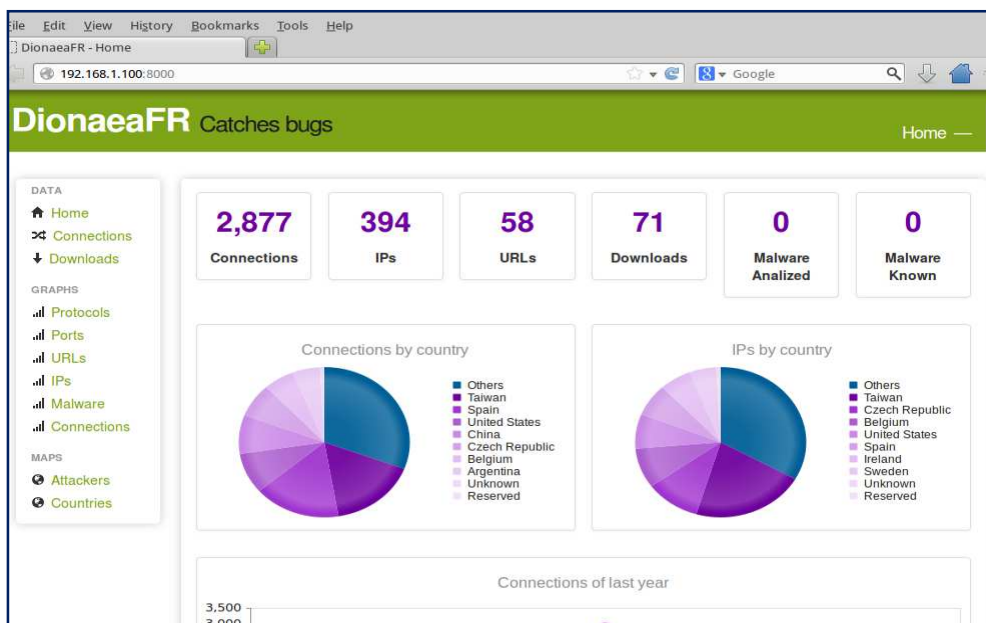 File Edit View History Bookmarks Tools Help
DionaeaFR - Home
192.168.1.100:8000
Google
DionaeaFR Catches bugs
Home —
DATA
Home
Connections
Downloads
GRAPHS
Protocols
Ports
URLs
IPs
Malware
Connections
MAPS
Attackers
Countries
2,877
Connections
394
IPs
58
URLs
71
Downloads
0
Malware
Analized
0
Malware
Known
Connections by country
Others
Taiwan
Spain
United States
China
Czech Republic
Belgium
Argentina
Unknown
Reserved
IPs by country
Others
Taiwan
Czech Republic
Belgium
United States
Spain
Ireland
Sweden
Unknown
Reserved
Connections of last year
3,500
3,000